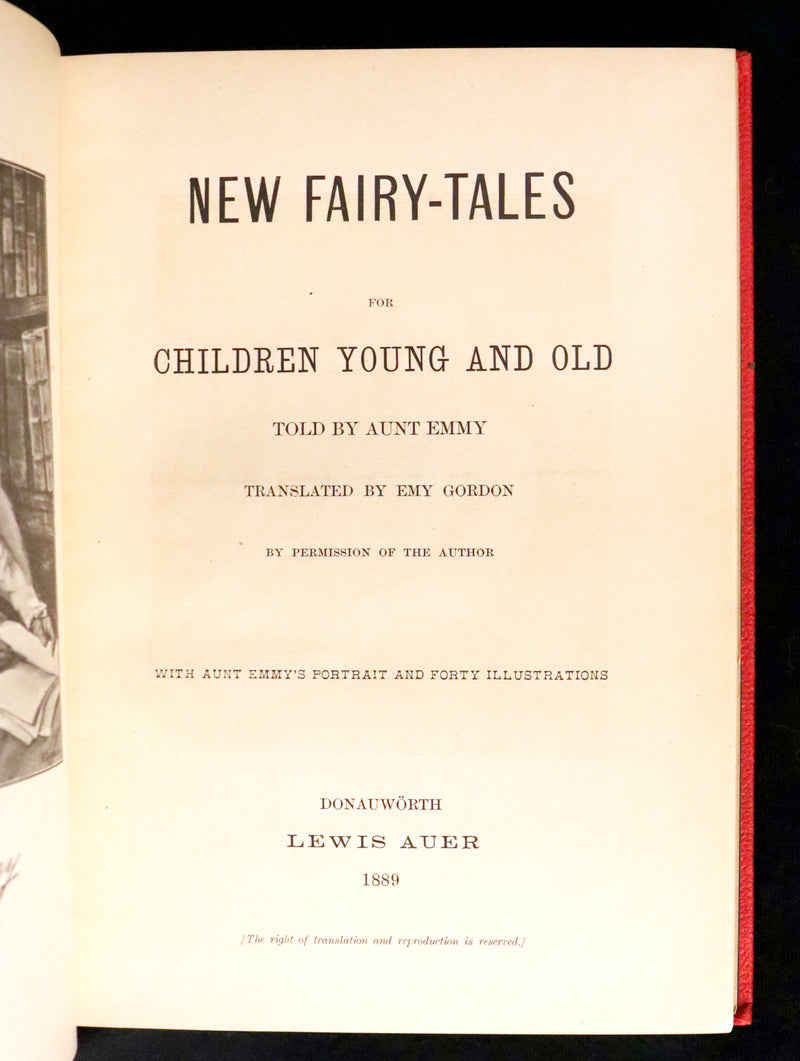 NEW FAIRY-TALES
FOR
CHILDREN YOUNG AND OLD
TOLD BY AUNT EMMY
TRANSLATED BY EMY GORDON
BY PERMISSION OF THE AUTHOR
WITH AUNT EMMY'S PORTRAIT AND FORTY ILLUSTRATIONS
DONAUWÖRTH
LEWIS AUER
1889
[The right of translation and reproduction is reserved.]